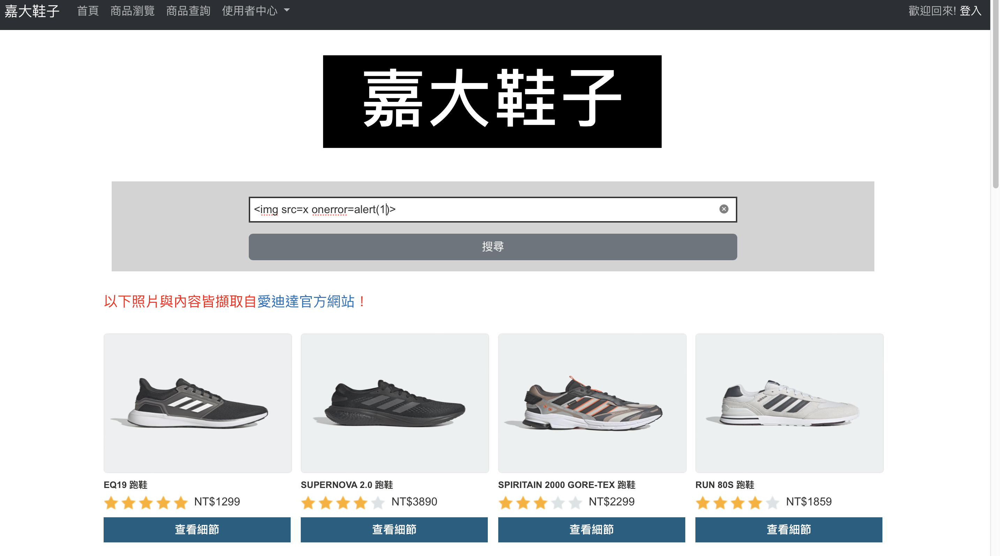 嘉大鞋子 首頁 商品瀏覽 商品查詢 使用者中心 歡迎回來! 登入
嘉大鞋子
<img src=x onerror=alert(1)>
搜尋
以下照片與內容皆擷取自愛迪達官方網站！
adidas
EQ19 跑鞋 SUPERNOVA 2.0 跑鞋 SPIRITAIN 2000 GORE-TEX 跑鞋 RUN 80S 跑鞋
NT$1299 NT$3890 NT$2299 NT$1859
查看細節 查看細節 查看細節 查看細節